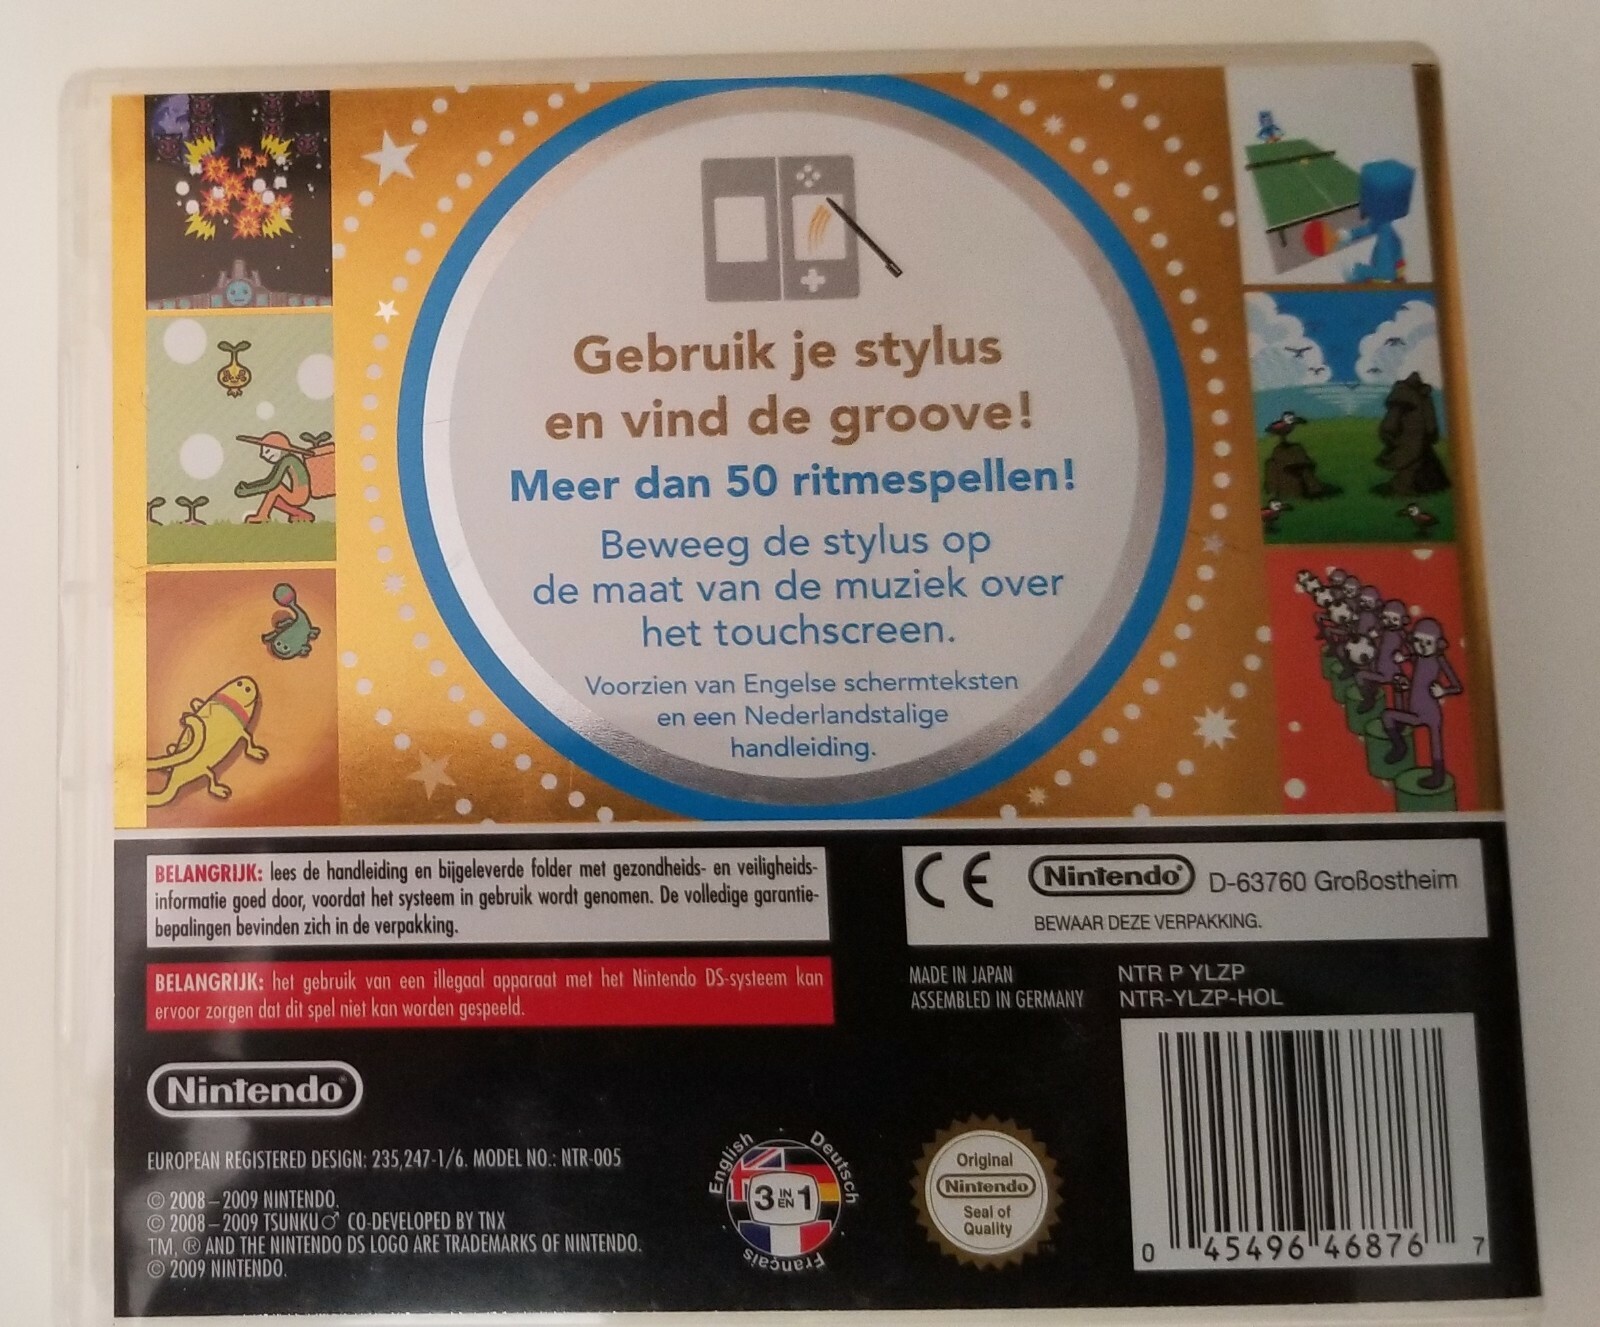 Gebruik je stylus
en vind de groove!
Meer dan 50 ritmespellen!
Beweeg de stylus op
de maat van de muziek over
het touchscreen.
Voorzien van Engelse schermteksten
en een Nederlandstalige
handleiding.
BELANGRIJK: lees de handleiding en bijgeleverde folder met gezondheids- en veiligheids-
informatie goed door, voordat het systeem in gebruik wordt genomen. De volledige garantie-
bepalingen bevinden zich in de verpakking.
BELANGRIJK: het gebruik van een illegaal apparaat met het Nintendo DS-systeem kan
ervoor zorgen dat dit spel niet kan worden gespeeld.
CE Nintendo® D-63760 Großostheim
BEWAAR DEZE VERPAKKING.
MADE IN JAPAN
ASSEMBLED IN GERMANY
NTR P YLZP
NTR-YLZP-HOL
Nintendo®
EUROPEAN REGISTERED DESIGN: 235,247-1/6. MODEL NO.: NTR-005
© 2008–2009 NINTENDO.
© 2008–2009 TSUNKU♂ CO-DEVELOPED BY TNX
TM, ® AND THE NINTENDO DS LOGO ARE TRADEMARKS OF NINTENDO.
© 2009 NINTENDO.
English
Deutsch
3 IN EN 1
Français
Original
Nintendo
Seal of
Quality
TM
0 45496 46876 7